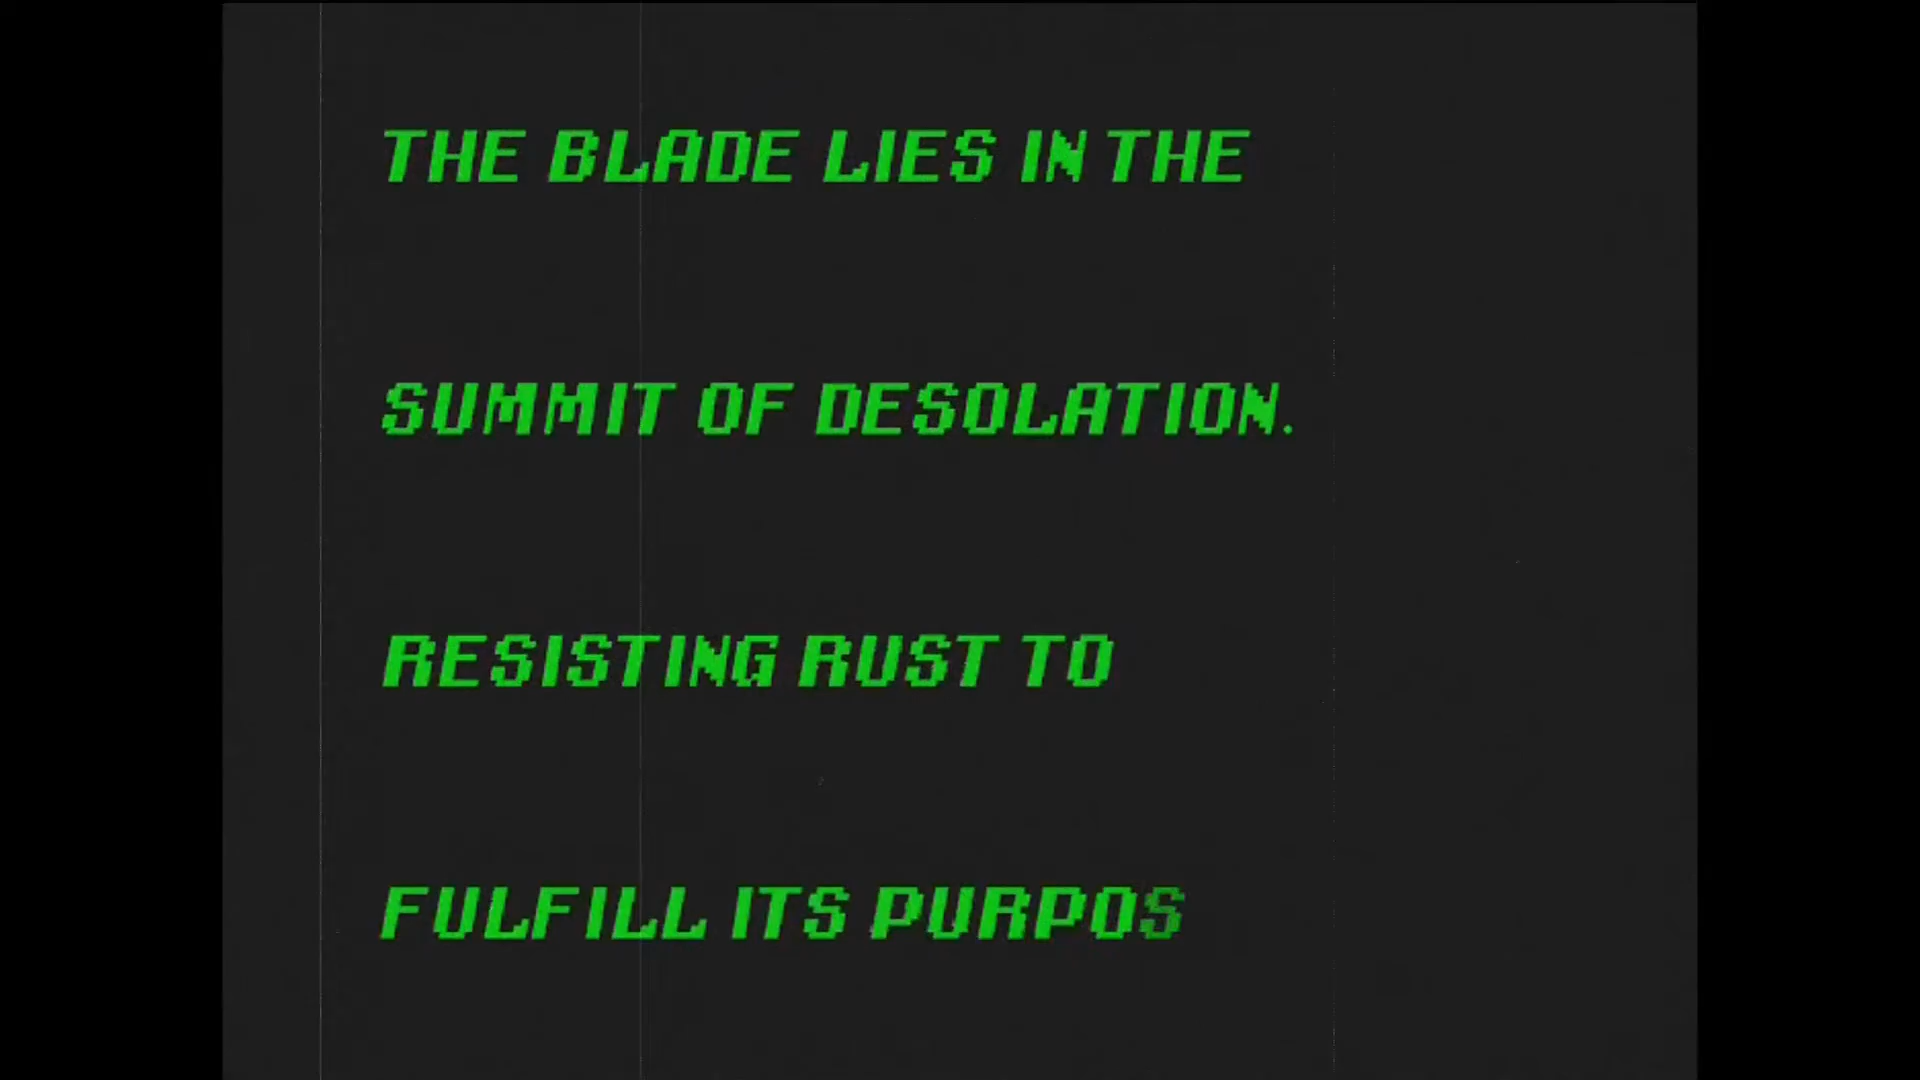 THE BLADE LIES IN THE
SUMMIT OF DESOLATION.
RESISTING RUST TO
FULFILL ITS PURPOS